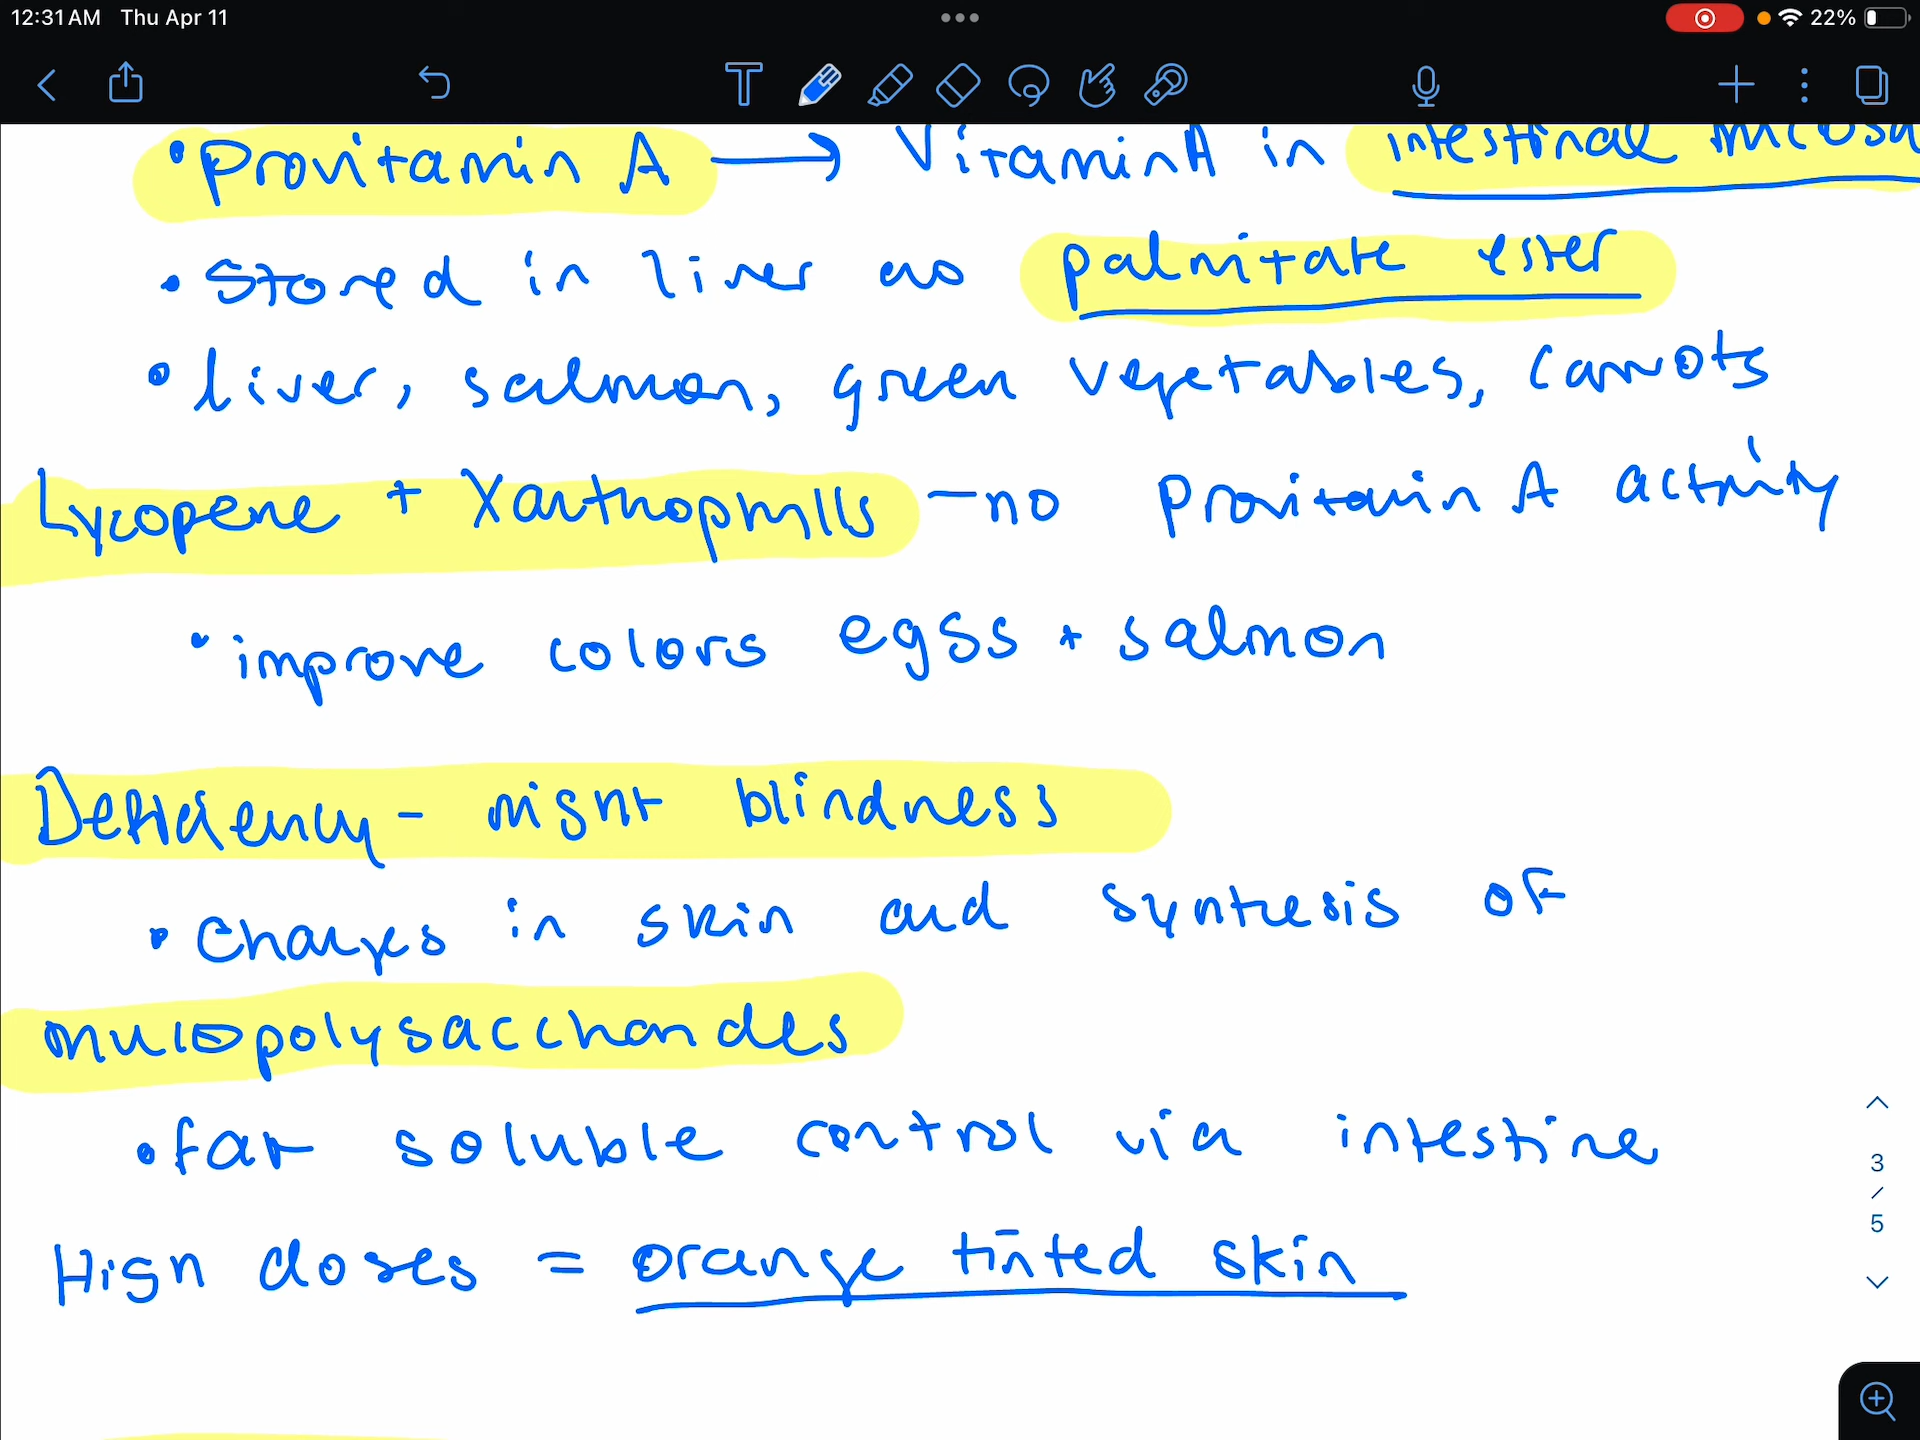 12:31 AM Thu Apr 11
22%
• Provitamin A → Vitamin A in intestinal mucosa
• Stored in liver as palmitate ester
• liver, salmon, green vegetables, carrots
Lycopene + Xanthophylls - no Provitamin A activity
• improve colors eggs + salmon
Deficiency - night blindness
• Changes in skin and synthesis of
mucopolysaccharides
• fat soluble control via intestine
3
/
5
High doses = orange tinted skin